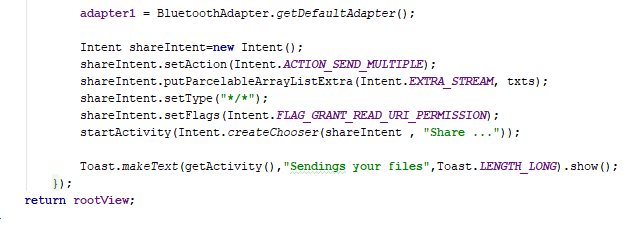 adapter1 = BluetoothAdapter.getDefaultAdapter();
Intent shareIntent=new Intent();
shareIntent.setAction(Intent.ACTION_SEND_MULTIPLE);
shareIntent.putParcelableArrayListExtra(Intent.EXTRA_STREAM, txts);
shareIntent.setType("*/*");
shareIntent.setFlags(Intent.FLAG_GRANT_READ_URI_PERMISSION);
startActivity(Intent.createChooser(shareIntent , "Share ..."));
Toast.makeText(getActivity(),"Sendings your files",Toast.LENGTH_LONG).show();
});
return rootView;